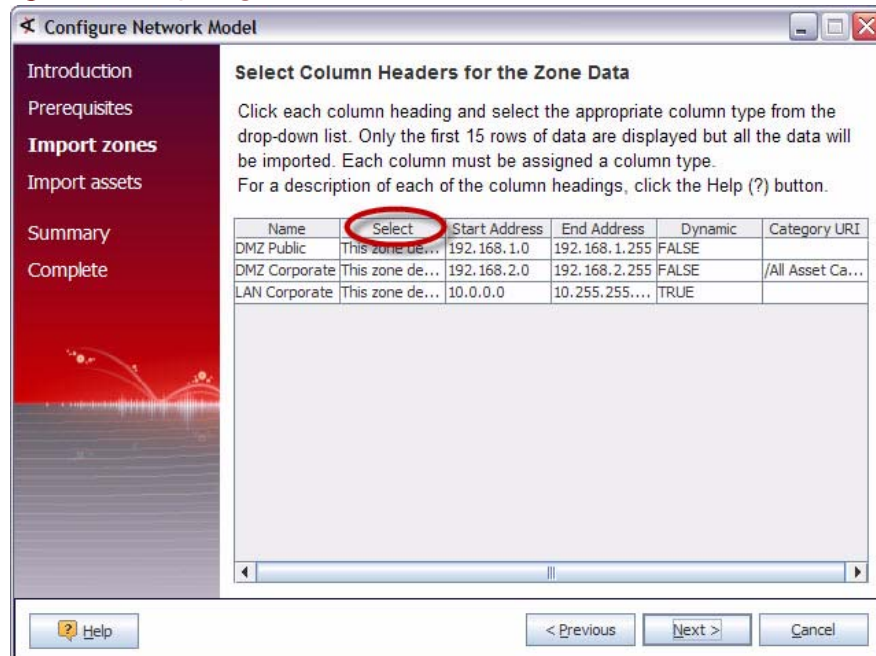 Configure Network Model
Introduction
Prerequisites
Import zones
Import assets
Summary
Complete
Select Column Headers for the Zone Data
Click each column heading and select the appropriate column type from the
drop-down list. Only the first 15 rows of data are displayed but all the data will
be imported. Each column must be assigned a column type.
For a description of each of the column headings, click the Help (?) button.
Name Select Start Address End Address Dynamic Category URI
DMZ Public This zone de... 192.168.1.0 192.168.1.255 FALSE
DMZ Corporate This zone de... 192.168.2.0 192.168.2.255 FALSE /All Asset Ca...
LAN Corporate This zone de... 10.0.0.0 10.255.255.... TRUE
? Help
< Previous
Next >
Cancel